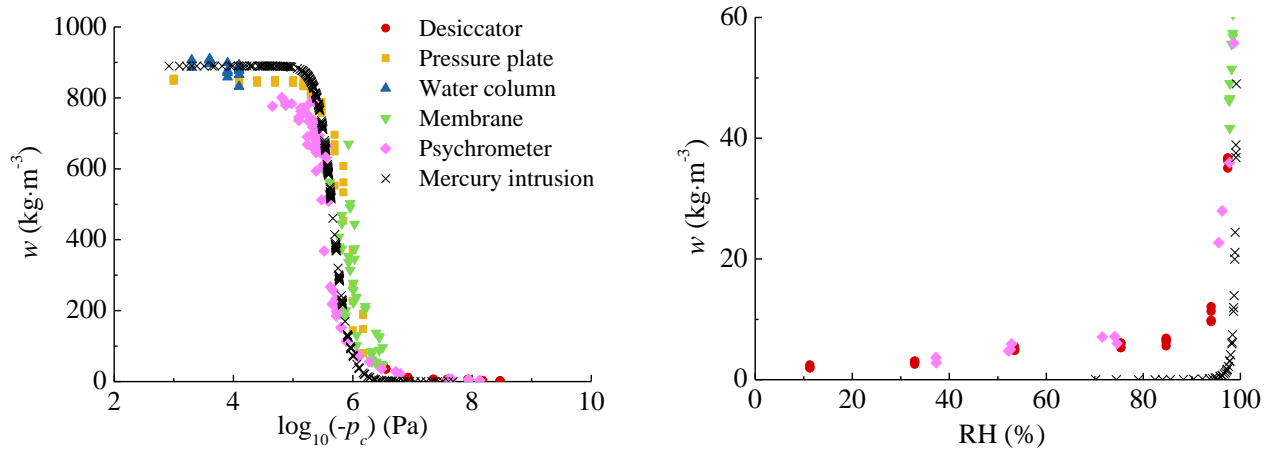 1000
800
600
400
200
0
w (kg·m⁻³)
2 4 6 8 10
log₁₀(-p_c) (Pa)
Desiccator
Pressure plate
Water column
Membrane
Psychrometer
Mercury intrusion
60
40
20
0
w (kg·m⁻³)
0 20 40 60 80 100
RH (%)